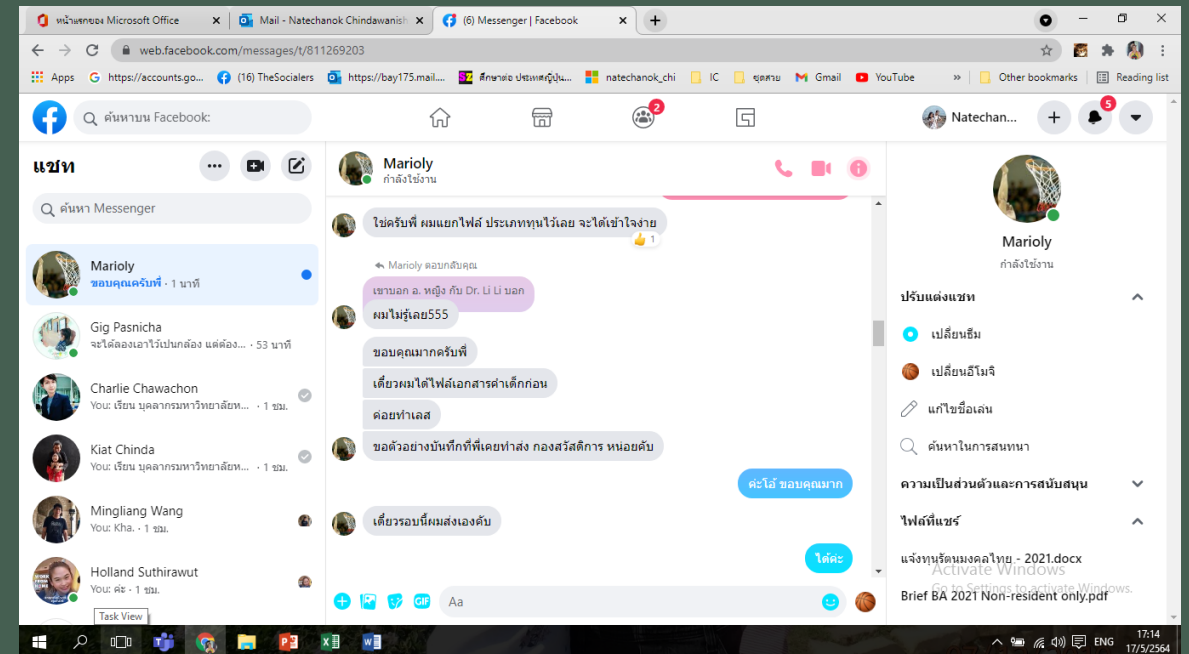 หน้าแรกของ Microsoft Office
Mail - Natechanok Chindawanish
(6) Messenger | Facebook
web.facebook.com/messages/t/811269203
Apps
https://accounts.go...
(16) TheSocialers
https://bay175.mail....
ศึกษาต่อ ประเทศญี่ปุ่น...
natechanok_chi
IC
ชุดสวย
Gmail
YouTube
»
Other bookmarks
Reading list
ค้นหาบน Facebook:
2
Natechan...
5
แชท
ค้นหา Messenger
Marioly
ขอบคุณครับพี่ · 1 นาที
Gig Pasnicha
จะได้ลองเอาไว้เปนกล้อง แต่ต้อง... · 53 นาที
Charlie Chawachon
You: เรียน บุคลากรมหาวิทยาลัยห... · 1 ชม.
Kiat Chinda
You: เรียน บุคลากรมหาวิทยาลัยห... · 1 ชม.
Mingliang Wang
You: Kha. · 1 ชม.
Holland Suthirawut
You: ค่ะ · 1 ชม.
Task View
Marioly
กำลังใช้งาน
ใช่ครับพี่ ผมแยกไฟล์ ประเภททุนไว้เลย จะได้เข้าใจง่าย
1
Marioly ตอบกลับคุณ
เขาบอก อ. หญิง กับ Dr. Li Li บอก
ผมไม่รู้เลย555
ขอบคุณมากครับพี่
เดี๋ยวผมได้ไฟล์เอกสารค่าเด็กก่อน
ค่อยทำเลส
ขอตัวอย่างบันทึกที่พี่เคยทำส่ง กองสวัสดิการ หน่อยคับ
ค่ะโอ้ ขอบคุณมาก
เดี๋ยวรอบนี้ผมส่งเองคับ
ได้ค่ะ
GIF
Aa
Marioly
กำลังใช้งาน
ปรับแต่งแชท
เปลี่ยนธีม
เปลี่ยนอีโมจิ
แก้ไขชื่อเล่น
ค้นหาในการสนทนา
ความเป็นส่วนตัวและการสนับสนุน
ไฟล์ที่แชร์
แจ้งทุนรัตนมงคลไทย - 2021.docx
Activate Windows
Go to Settings to activate Windows.
Brief BA 2021 Non-resident only.pdf
ENG
17:14
17/5/2564